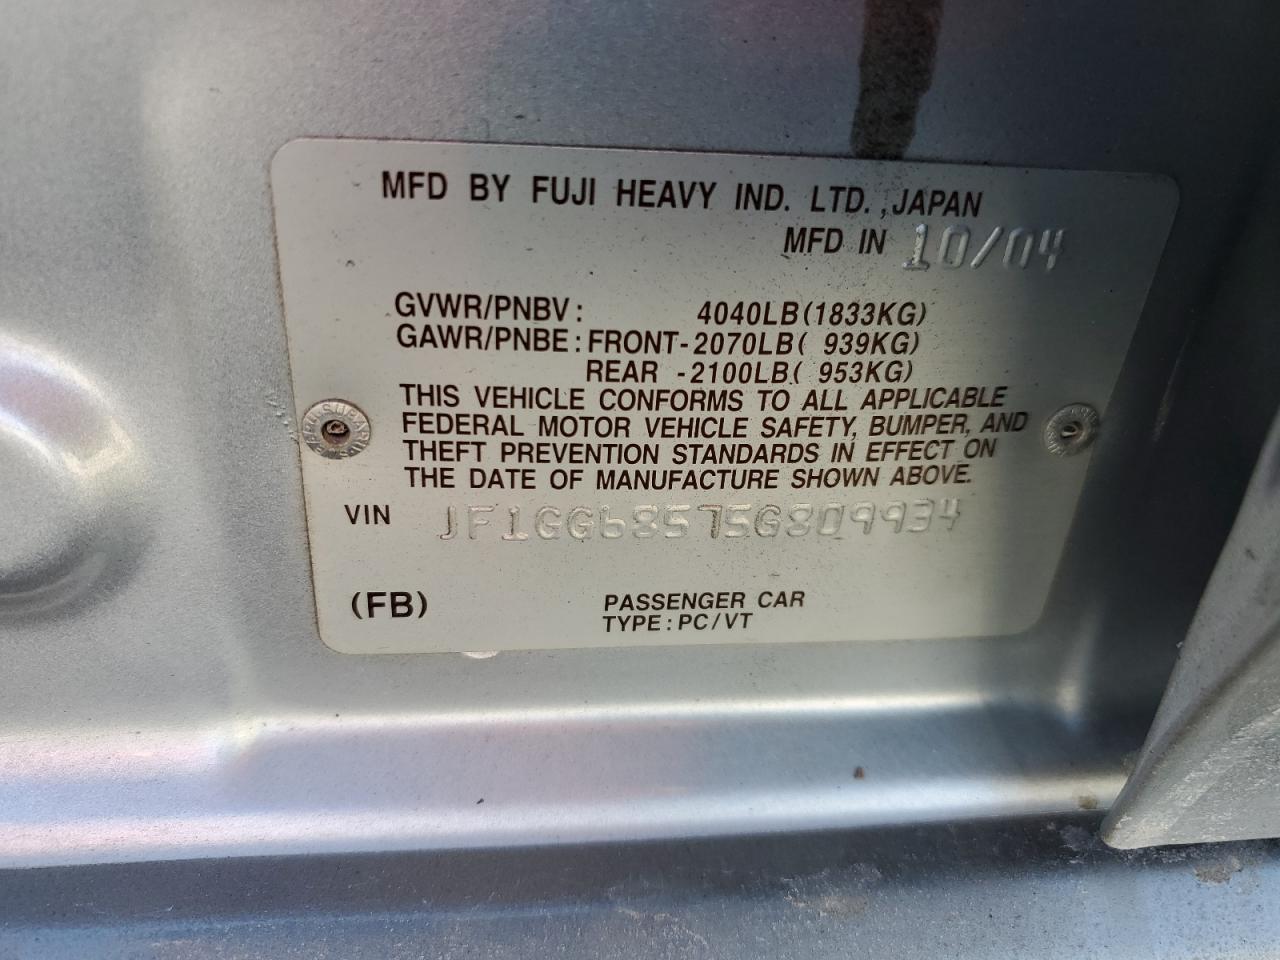 MFD BY FUJI HEAVY IND. LTD., JAPAN
MFD IN 10/04
GVWR/PNBV: 4040LB(1833KG)
GAWR/PNBE: FRONT-2070LB( 939KG)
REAR -2100LB( 953KG)
THIS VEHICLE CONFORMS TO ALL APPLICABLE
FEDERAL MOTOR VEHICLE SAFETY, BUMPER, AND
THEFT PREVENTION STANDARDS IN EFFECT ON
THE DATE OF MANUFACTURE SHOWN ABOVE.
VIN JF1GG68575G809934
(FB) PASSENGER CAR
TYPE: PC/VT